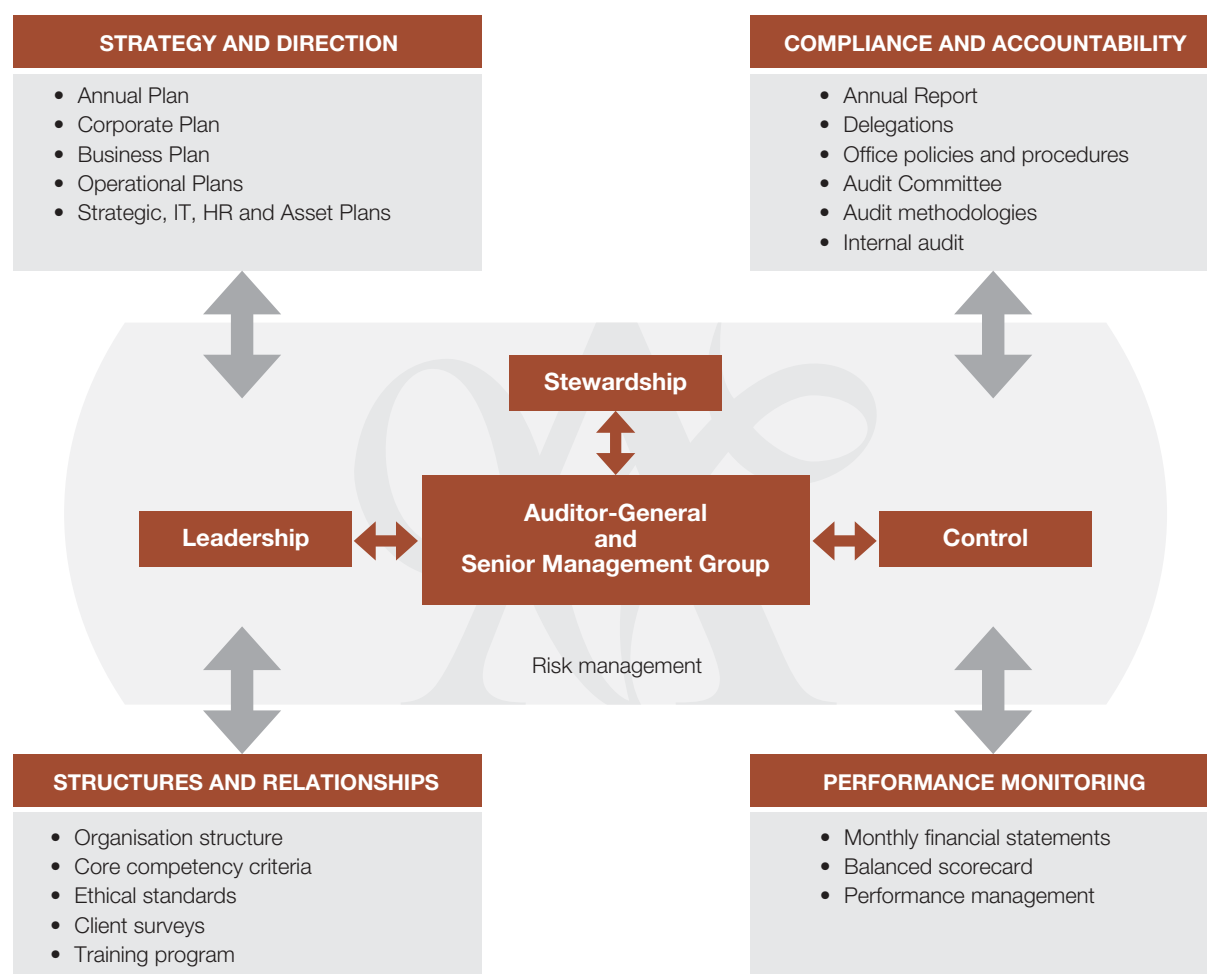 STRATEGY AND DIRECTION
• Annual Plan
• Corporate Plan
• Business Plan
• Operational Plans
• Strategic, IT, HR and Asset Plans
COMPLIANCE AND ACCOUNTABILITY
• Annual Report
• Delegations
• Office policies and procedures
• Audit Committee
• Audit methodologies
• Internal audit
Stewardship
Leadership
Auditor-General
and
Senior Management Group
Control
Risk management
STRUCTURES AND RELATIONSHIPS
• Organisation structure
• Core competency criteria
• Ethical standards
• Client surveys
• Training program
PERFORMANCE MONITORING
• Monthly financial statements
• Balanced scorecard
• Performance management